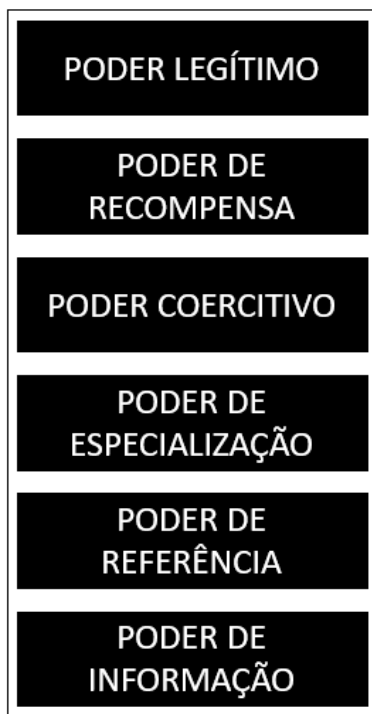 PODER LEGÍTIMO
PODER DE
RECOMPENSA
PODER COERCITIVO
PODER DE
ESPECIALIZAÇÃO
PODER DE
REFERÊNCIA
PODER DE
INFORMAÇÃO